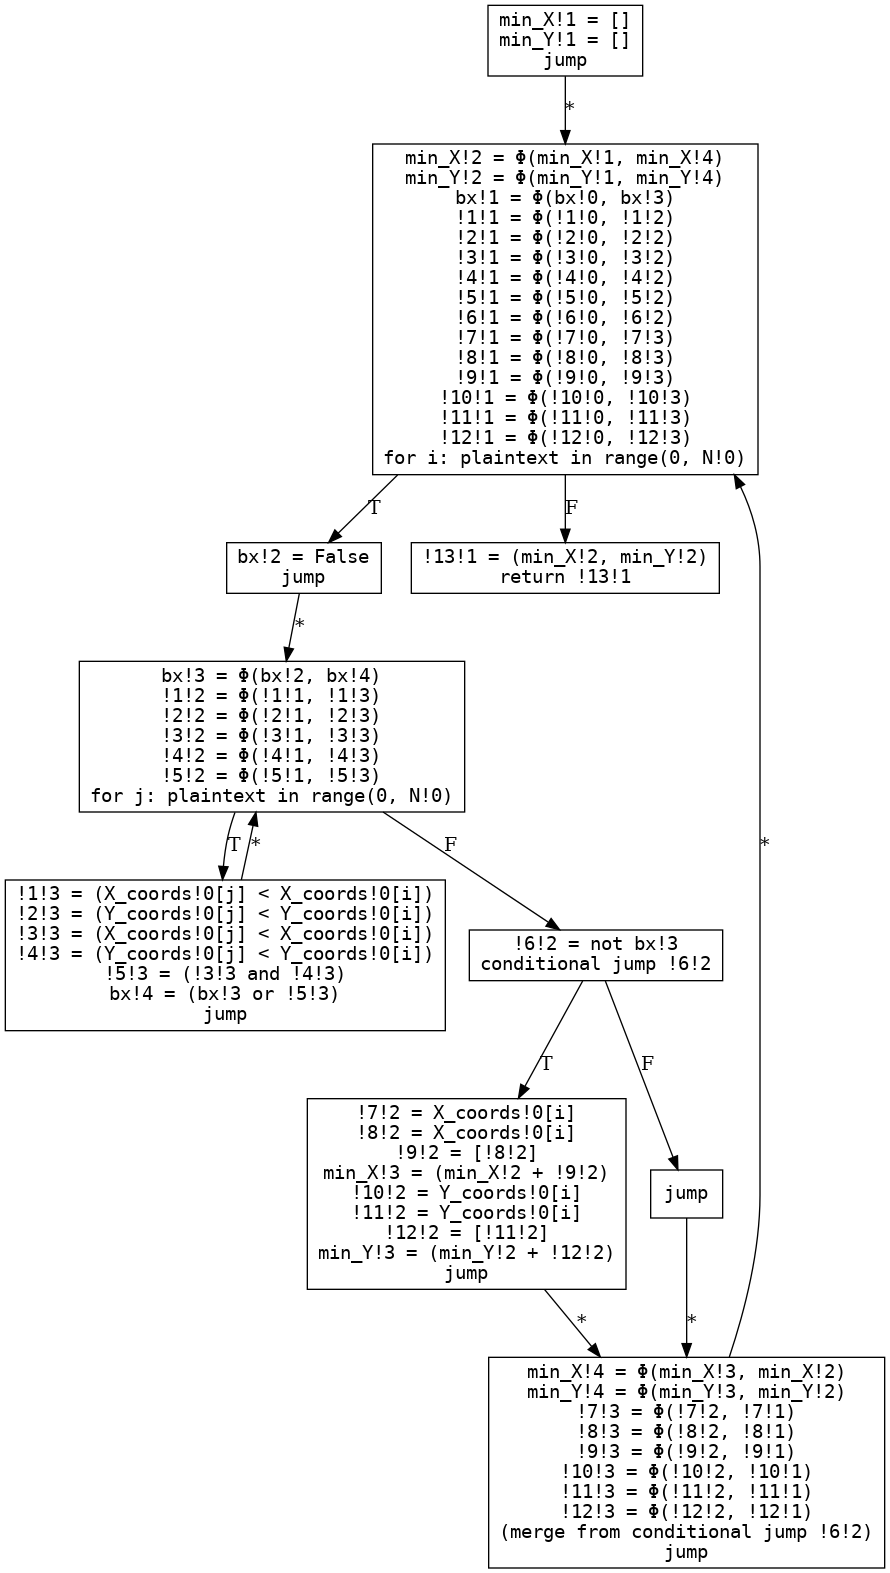 min_X!1 = []
min_Y!1 = []
jump
*
min_X!2 = Φ(min_X!1, min_X!4)
min_Y!2 = Φ(min_Y!1, min_Y!4)
bx!1 = Φ(bx!0, bx!3)
!1!1 = Φ(!1!0, !1!2)
!2!1 = Φ(!2!0, !2!2)
!3!1 = Φ(!3!0, !3!2)
!4!1 = Φ(!4!0, !4!2)
!5!1 = Φ(!5!0, !5!2)
!6!1 = Φ(!6!0, !6!2)
!7!1 = Φ(!7!0, !7!3)
!8!1 = Φ(!8!0, !8!3)
!9!1 = Φ(!9!0, !9!3)
!10!1 = Φ(!10!0, !10!3)
!11!1 = Φ(!11!0, !11!3)
!12!1 = Φ(!12!0, !12!3)
for i: plaintext in range(0, N!0)
T
F
bx!2 = False
jump
!13!1 = (min_X!2, min_Y!2)
return !13!1
*
bx!3 = Φ(bx!2, bx!4)
!1!2 = Φ(!1!1, !1!3)
!2!2 = Φ(!2!1, !2!3)
!3!2 = Φ(!3!1, !3!3)
!4!2 = Φ(!4!1, !4!3)
!5!2 = Φ(!5!1, !5!3)
for j: plaintext in range(0, N!0)
T
*
F
*
!1!3 = (X_coords!0[j] < X_coords!0[i])
!2!3 = (Y_coords!0[j] < Y_coords!0[i])
!3!3 = (X_coords!0[j] < X_coords!0[i])
!4!3 = (Y_coords!0[j] < Y_coords!0[i])
!5!3 = (!3!3 and !4!3)
bx!4 = (bx!3 or !5!3)
jump
!6!2 = not bx!3
conditional jump !6!2
T
F
!7!2 = X_coords!0[i]
!8!2 = X_coords!0[i]
!9!2 = [!8!2]
min_X!3 = (min_X!2 + !9!2)
!10!2 = Y_coords!0[i]
!11!2 = Y_coords!0[i]
!12!2 = [!11!2]
min_Y!3 = (min_Y!2 + !12!2)
jump
jump
*
*
min_X!4 = Φ(min_X!3, min_X!2)
min_Y!4 = Φ(min_Y!3, min_Y!2)
!7!3 = Φ(!7!2, !7!1)
!8!3 = Φ(!8!2, !8!1)
!9!3 = Φ(!9!2, !9!1)
!10!3 = Φ(!10!2, !10!1)
!11!3 = Φ(!11!2, !11!1)
!12!3 = Φ(!12!2, !12!1)
(merge from conditional jump !6!2)
jump